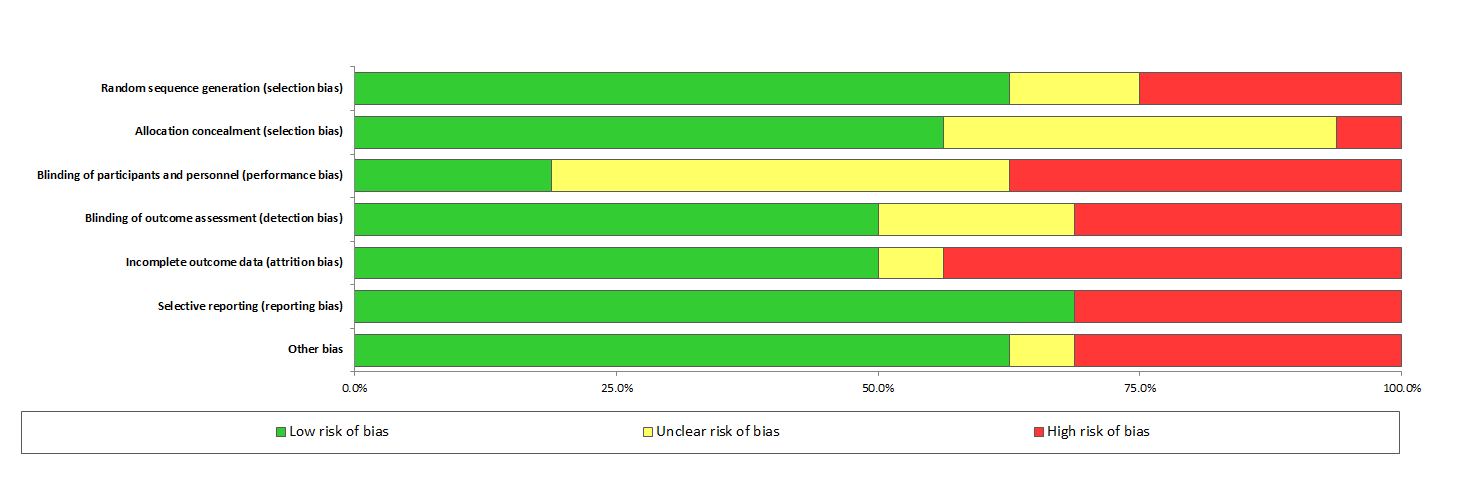 Random sequence generation (selection bias)
Allocation concealment (selection bias)
Blinding of participants and personnel (performance bias)
Blinding of outcome assessment (detection bias)
Incomplete outcome data (attrition bias)
Selective reporting (reporting bias)
Other bias
0.0% 25.0% 50.0% 75.0% 100.0%
Low risk of bias Unclear risk of bias High risk of bias